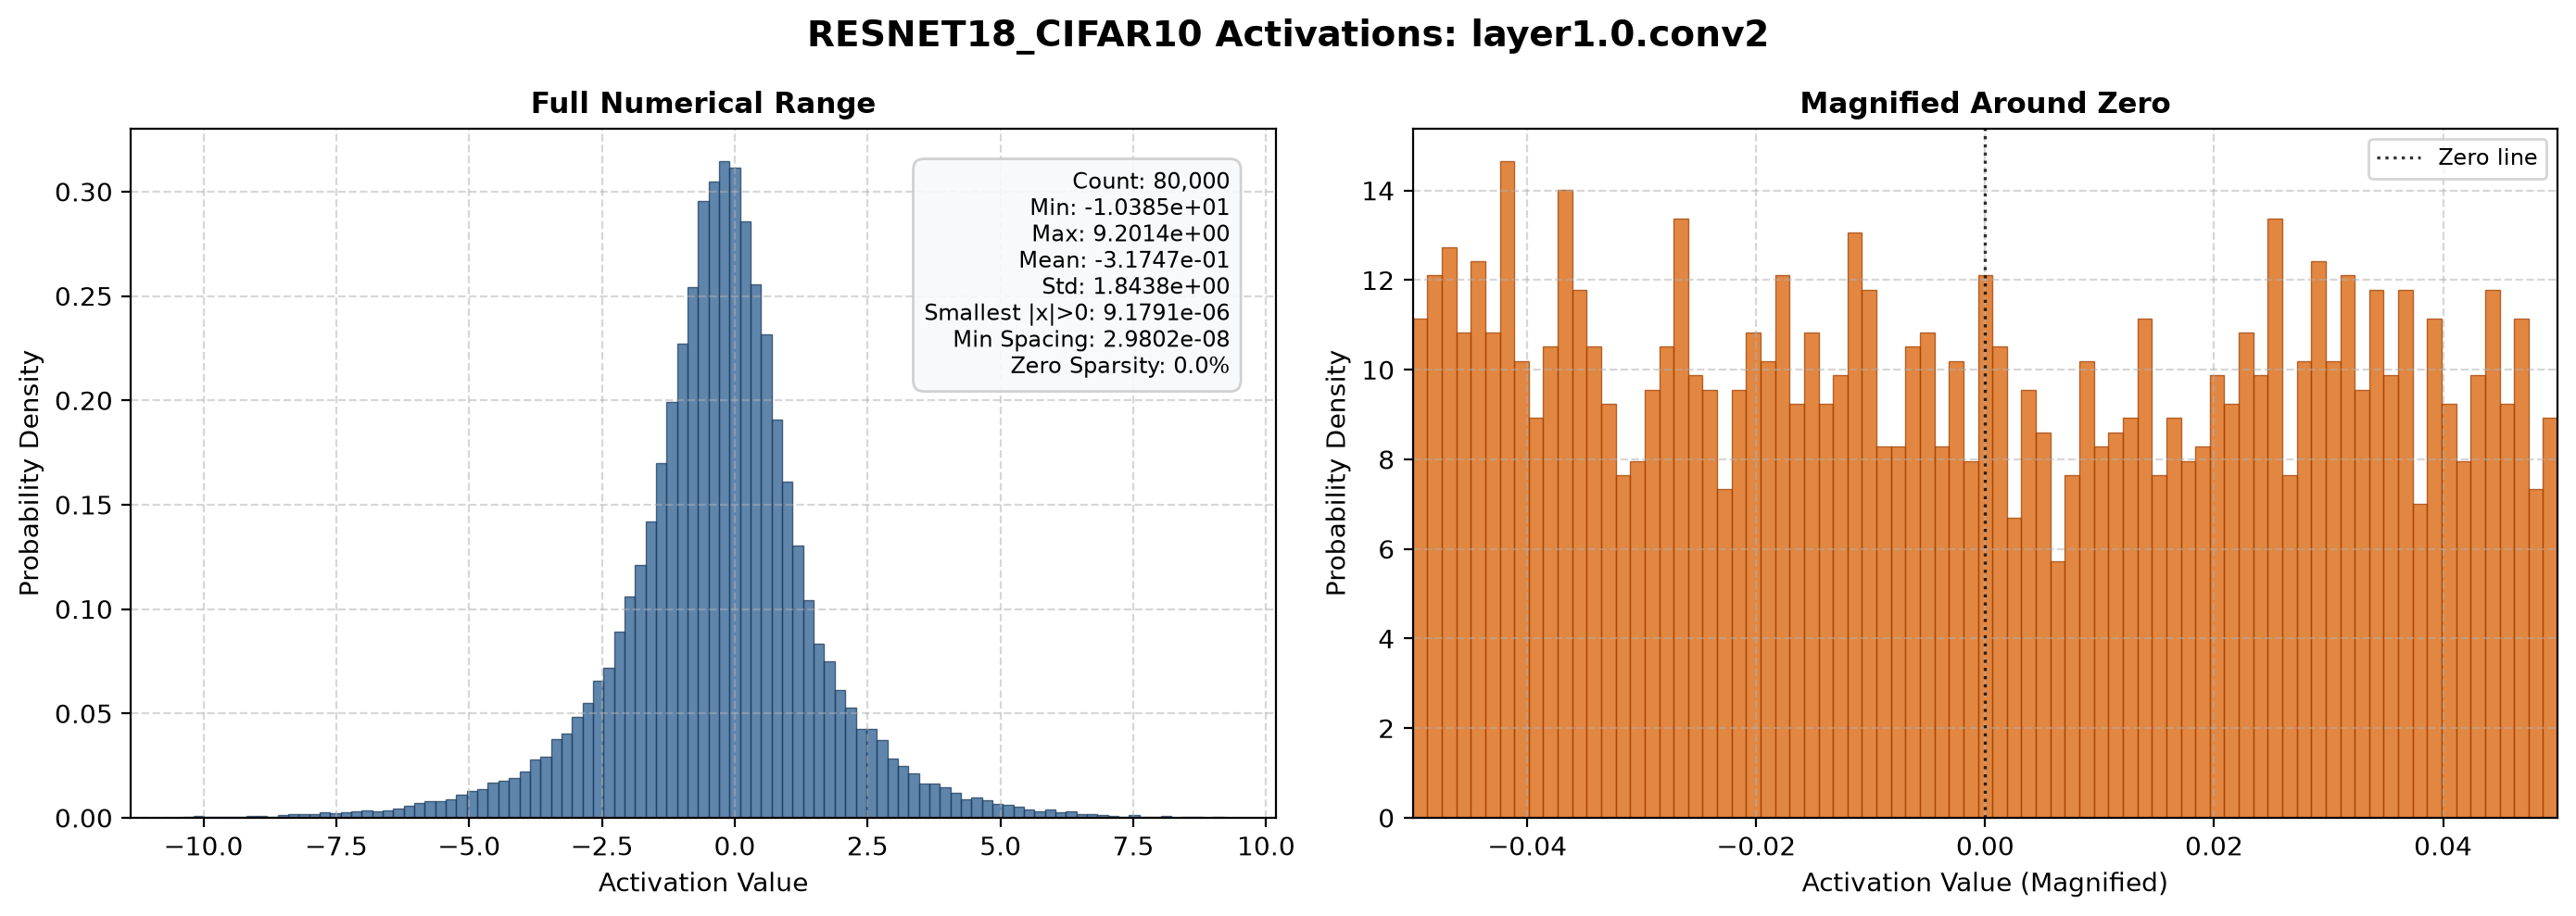 RESNET18_CIFAR10 Activations: layer1.0.conv2
Full Numerical Range
Probability Density
0.30
0.25
0.20
0.15
0.10
0.05
0.00
Count: 80,000
Min: -1.0385e+01
Max: 9.2014e+00
Mean: -3.1747e-01
Std: 1.8438e+00
Smallest |x|>0: 9.1791e-06
Min Spacing: 2.9802e-08
Zero Sparsity: 0.0%
−10.0 −7.5 −5.0 −2.5 0.0 2.5 5.0 7.5 10.0
Activation Value
Magnified Around Zero
Probability Density
14
12
10
8
6
4
2
0
Zero line
−0.04 −0.02 0.00 0.02 0.04
Activation Value (Magnified)